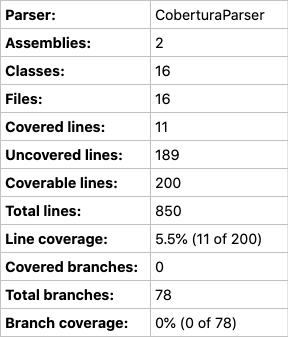 Parser: CoberturaParser
Assemblies: 2
Classes: 16
Files: 16
Covered lines: 11
Uncovered lines: 189
Coverable lines: 200
Total lines: 850
Line coverage: 5.5% (11 of 200)
Covered branches: 0
Total branches: 78
Branch coverage: 0% (0 of 78)